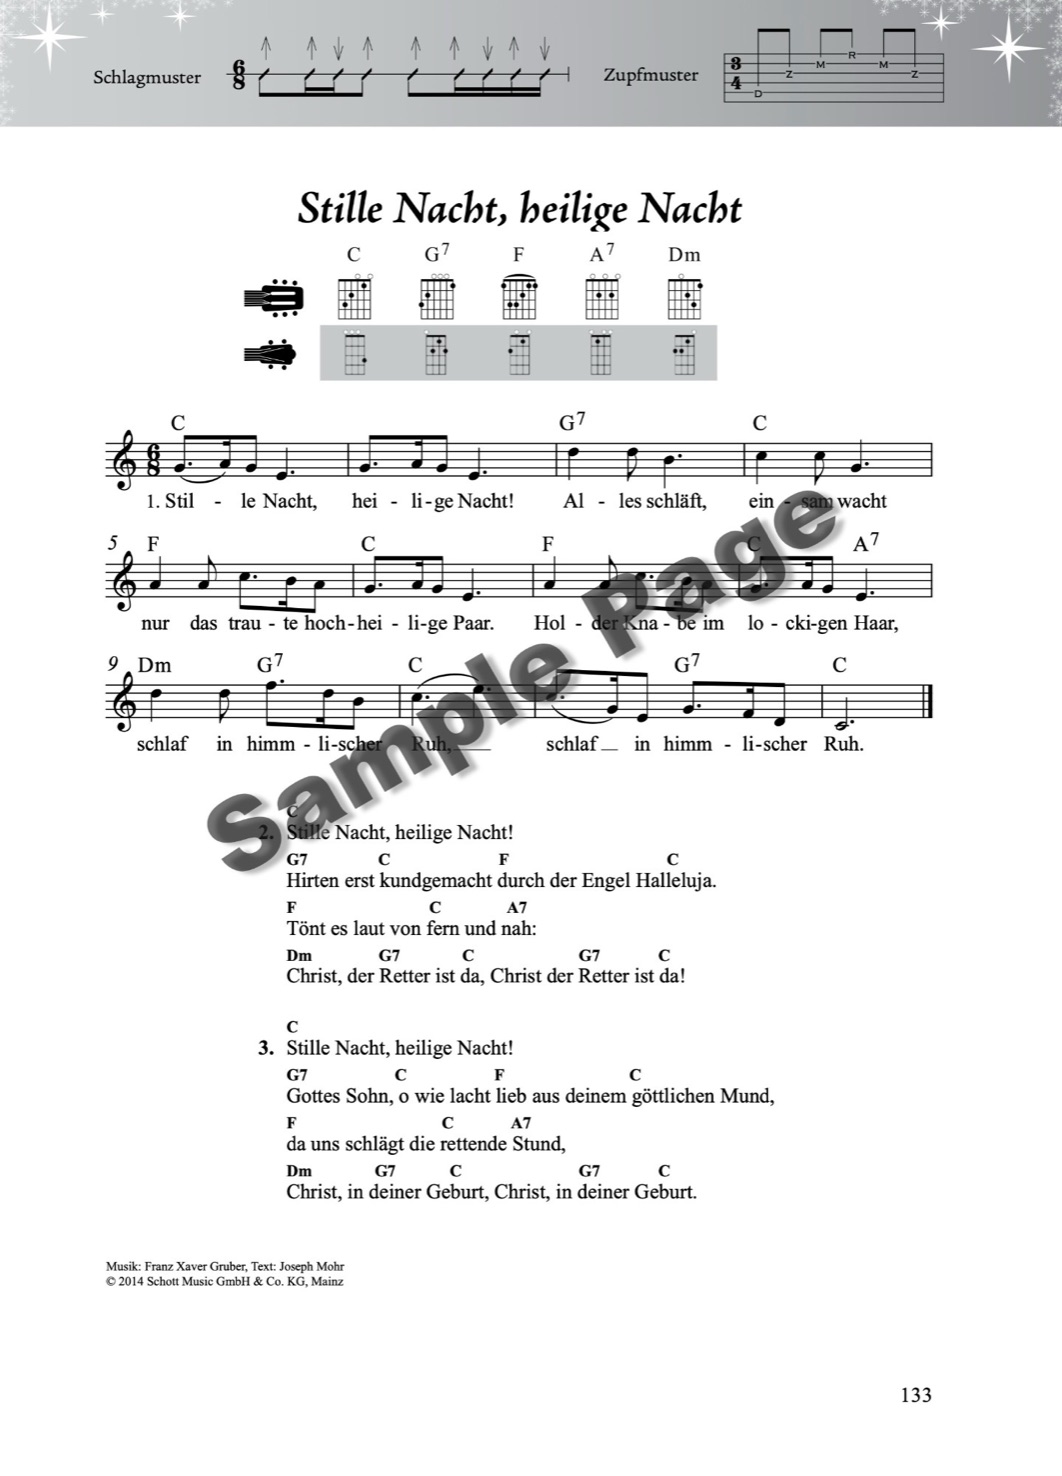 Schlagmuster 6 8 Zupfmuster 3 4 D Z M R M Z
Stille Nacht, heilige Nacht
C G7 F A7 Dm
C G7 C
6 8
1. Stil - le Nacht, hei - li - ge Nacht! Al - les schläft, ein - sam wacht
5 F C F C A7
nur das trau - te hoch - hei - li - ge Paar. Hol - der Kna - be im lo - cki - gen Haar,
9 Dm G7 C G7 C
schlaf in himm - li - scher Ruh, schlaf in himm - li - scher Ruh.
Sample Page
C
2. Stille Nacht, heilige Nacht!
G7 C F C
Hirten erst kundgemacht durch der Engel Halleluja.
F C A7
Tönt es laut von fern und nah:
Dm G7 C G7 C
Christ, der Retter ist da, Christ der Retter ist da!
C
3. Stille Nacht, heilige Nacht!
G7 C F C
Gottes Sohn, o wie lacht lieb aus deinem göttlichen Mund,
F C A7
da uns schlägt die rettende Stund,
Dm G7 C G7 C
Christ, in deiner Geburt, Christ, in deiner Geburt.
Musik: Franz Xaver Gruber, Text: Joseph Mohr
© 2014 Schott Music GmbH & Co. KG, Mainz
133